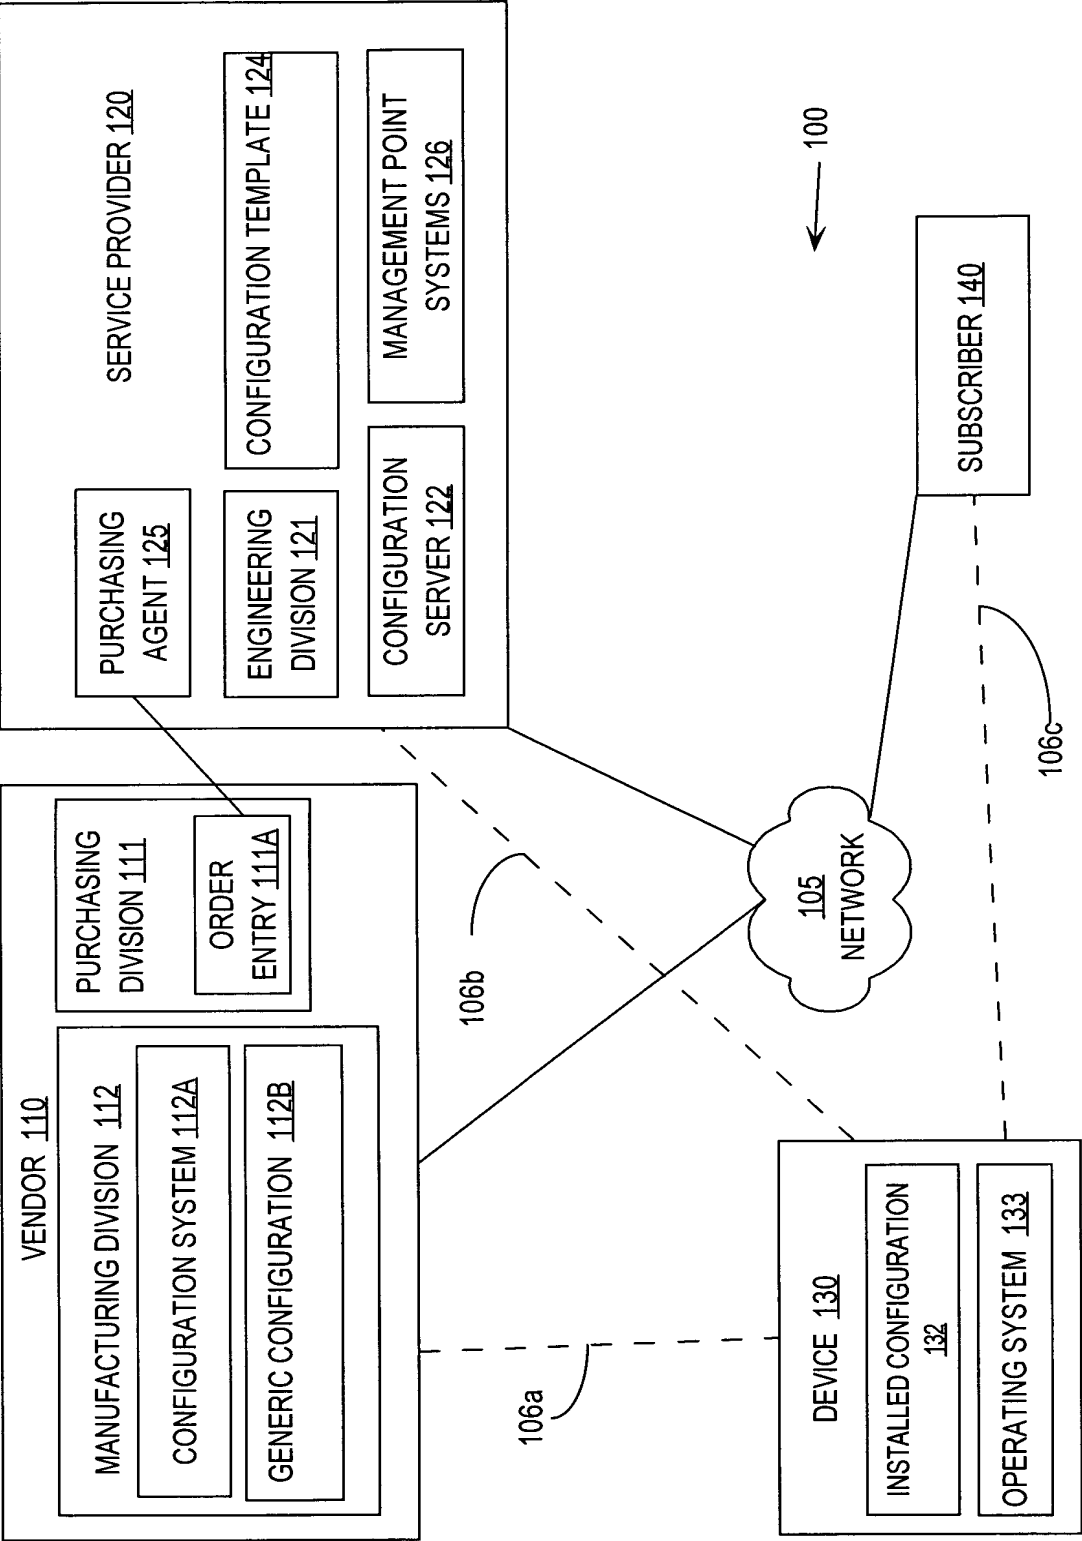 VENDOR 110
MANUFACTURING DIVISION 112
CONFIGURATION SYSTEM 112A
GENERIC CONFIGURATION 112B
PURCHASING
DIVISION 111
ORDER
ENTRY 111A
SERVICE PROVIDER 120
PURCHASING
AGENT 125
ENGINEERING
DIVISION 121
CONFIGURATION TEMPLATE 124
CONFIGURATION
SERVER 122
MANAGEMENT POINT
SYSTEMS 126
106a
106b
105
NETWORK
100
DEVICE 130
INSTALLED CONFIGURATION
132
OPERATING SYSTEM 133
106c
SUBSCRIBER 140